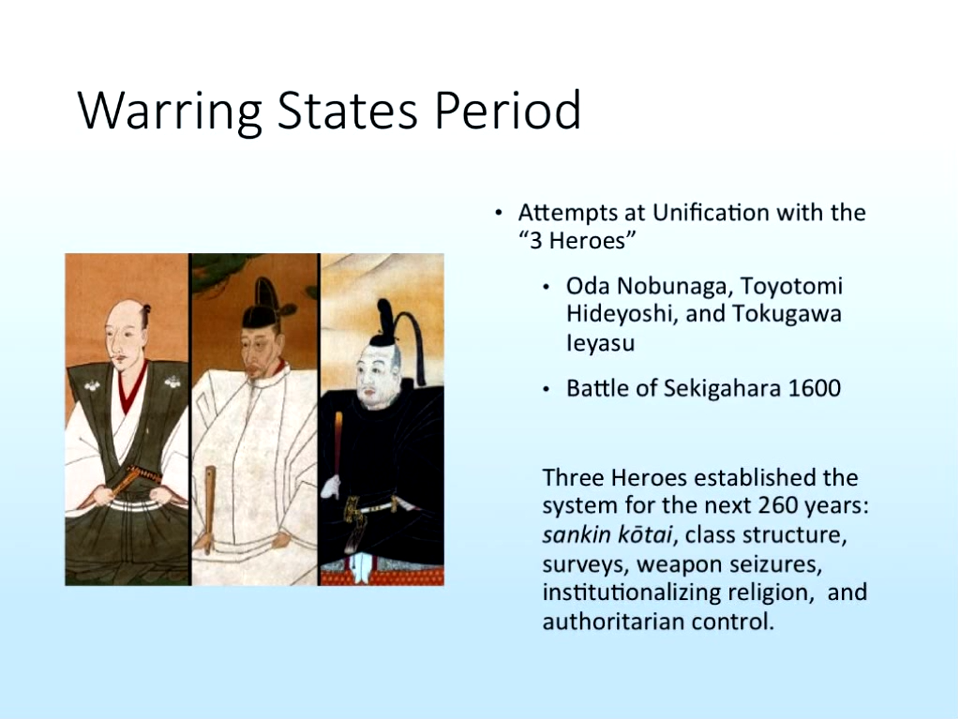 Warring States Period
• Attempts at Unification with the
“3 Heroes”
• Oda Nobunaga, Toyotomi
Hideyoshi, and Tokugawa
Ieyasu
• Battle of Sekigahara 1600
Three Heroes established the
system for the next 260 years:
sankin kōtai, class structure,
surveys, weapon seizures,
institutionalizing religion, and
authoritarian control.